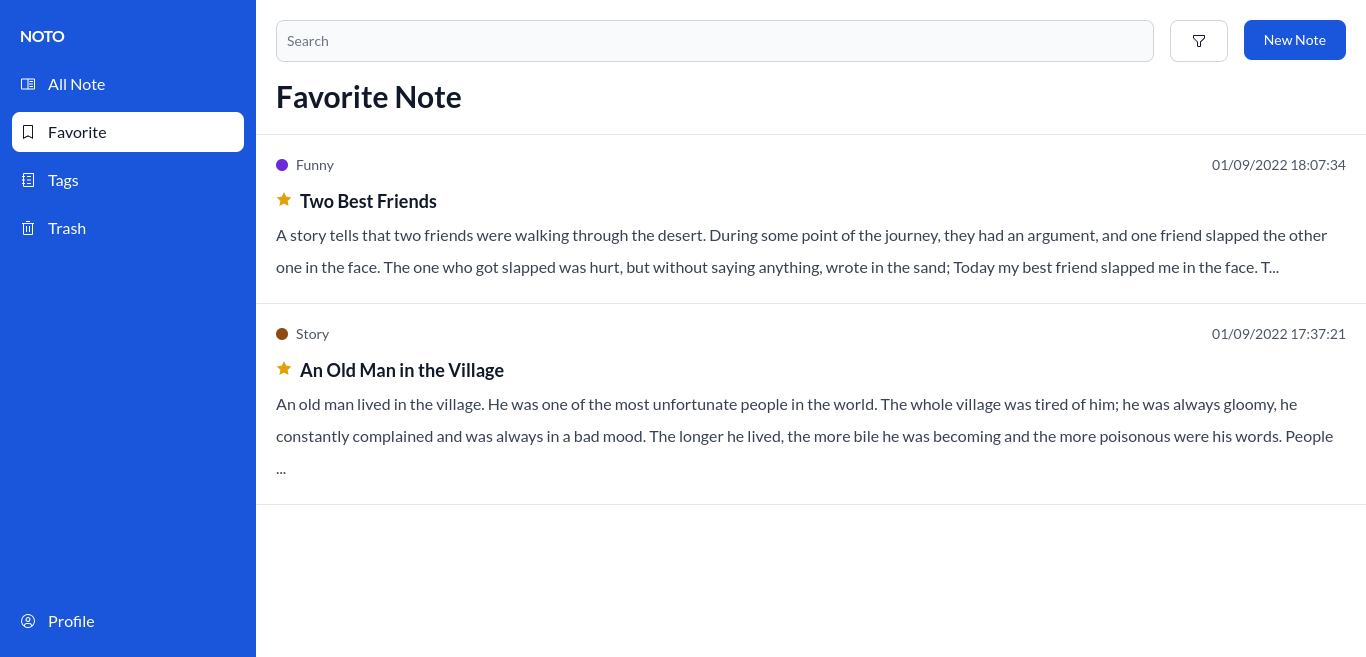 NOTO
All Note
Favorite
Tags
Trash
Profile
Search
New Note
Favorite Note
Funny
01/09/2022 18:07:34
Two Best Friends
A story tells that two friends were walking through the desert. During some point of the journey, they had an argument, and one friend slapped the other
one in the face. The one who got slapped was hurt, but without saying anything, wrote in the sand; Today my best friend slapped me in the face. T...
Story
01/09/2022 17:37:21
An Old Man in the Village
An old man lived in the village. He was one of the most unfortunate people in the world. The whole village was tired of him; he was always gloomy, he
constantly complained and was always in a bad mood. The longer he lived, the more bile he was becoming and the more poisonous were his words. People
...